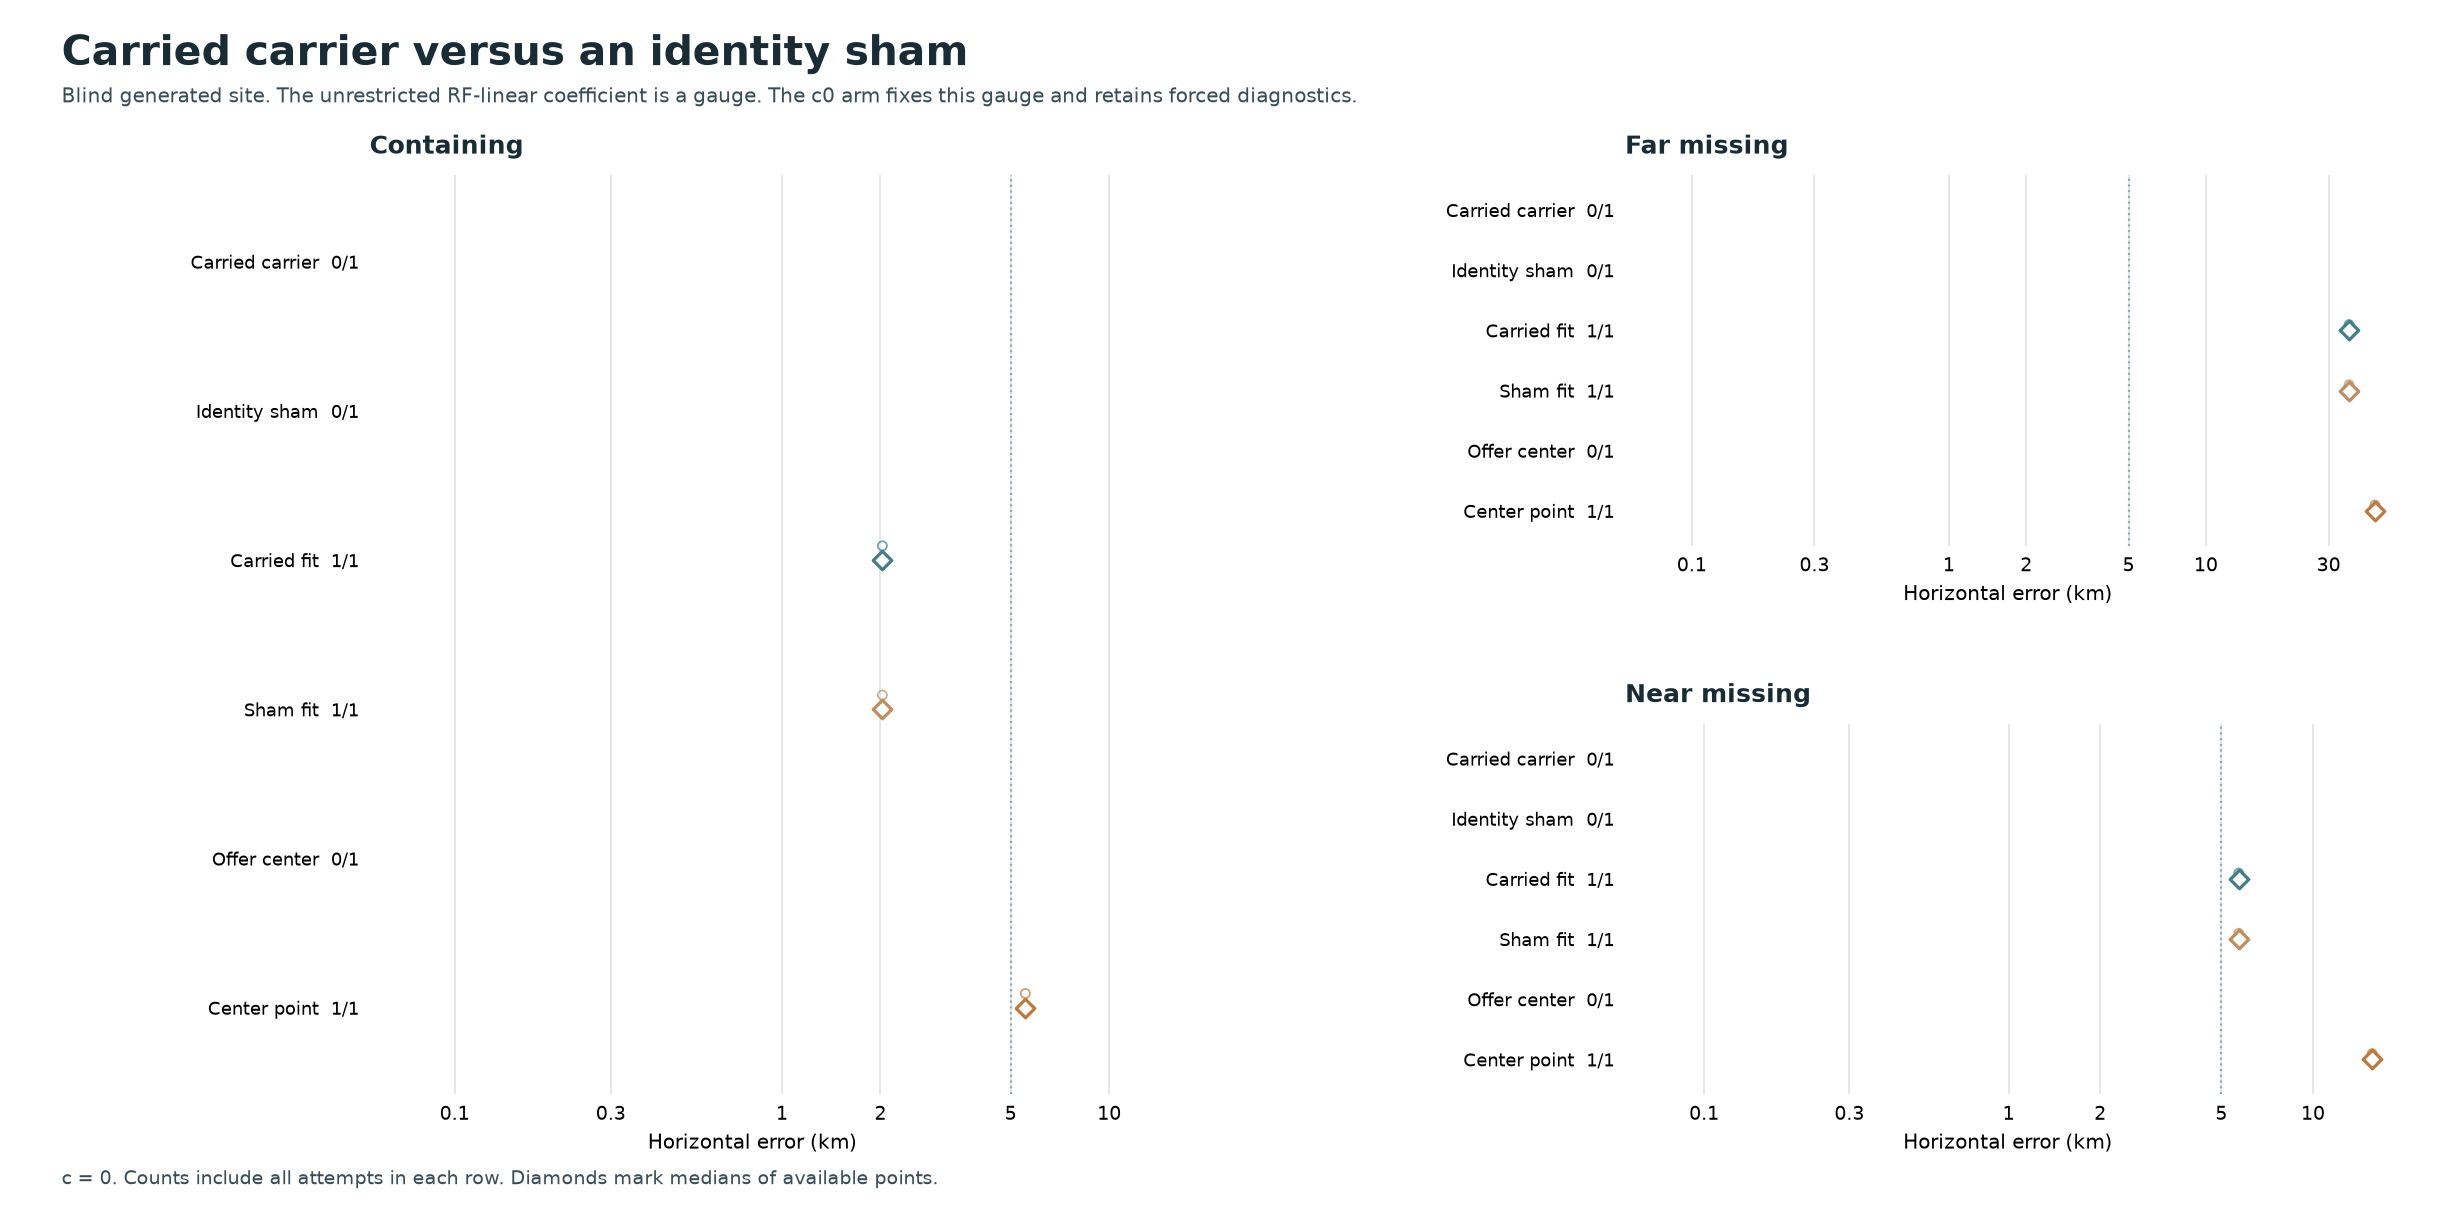 Carried carrier versus an identity sham
Blind generated site. The unrestricted RF-linear coefficient is a gauge. The c0 arm fixes this gauge and retains forced diagnostics.
Containing
Carried carrier 0/1
Identity sham 0/1
Carried fit 1/1
Sham fit 1/1
Offer center 0/1
Center point 1/1
0.1 0.3 1 2 5 10
Horizontal error (km)
Far missing
Carried carrier 0/1
Identity sham 0/1
Carried fit 1/1
Sham fit 1/1
Offer center 0/1
Center point 1/1
0.1 0.3 1 2 5 10 30
Horizontal error (km)
Near missing
Carried carrier 0/1
Identity sham 0/1
Carried fit 1/1
Sham fit 1/1
Offer center 0/1
Center point 1/1
0.1 0.3 1 2 5 10
Horizontal error (km)
c = 0. Counts include all attempts in each row. Diamonds mark medians of available points.